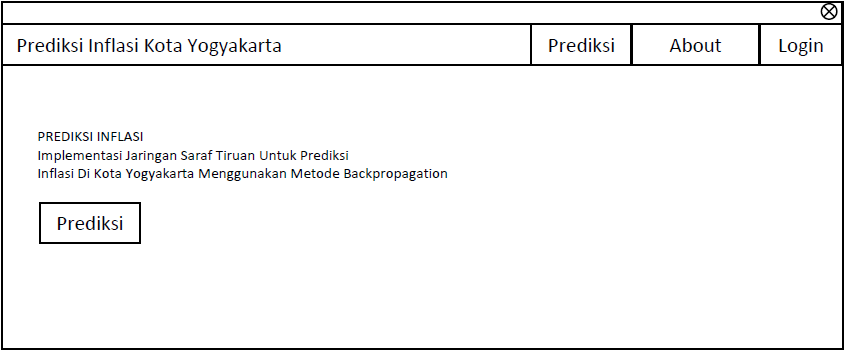 Prediksi Inflasi Kota Yogyakarta
Prediksi
About
Login
PREDIKSI INFLASI
Implementasi Jaringan Saraf Tiruan Untuk Prediksi
Inflasi Di Kota Yogyakarta Menggunakan Metode Backpropagation
Prediksi